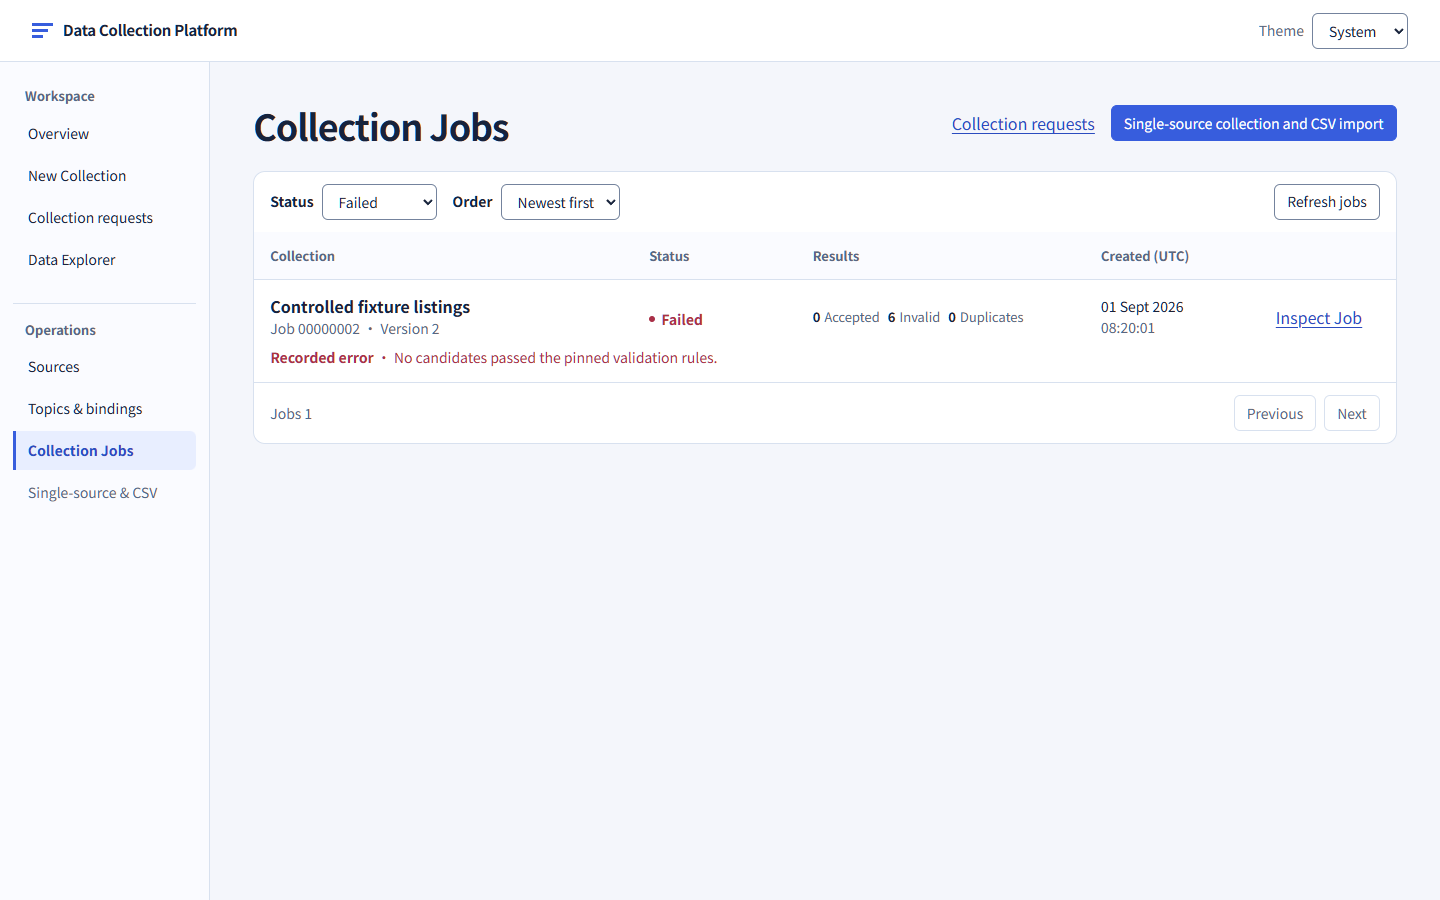 Data Collection Platform
Theme System
Workspace
Overview
New Collection
Collection requests
Data Explorer
Operations
Sources
Topics & bindings
Collection Jobs
Single-source & CSV
Collection Jobs
Collection requests
Single-source collection and CSV import
Status Failed Order Newest first Refresh jobs
Collection Status Results Created (UTC)
Controlled fixture listings
Job 00000002 • Version 2
Recorded error • No candidates passed the pinned validation rules.
• Failed
0 Accepted 6 Invalid 0 Duplicates
01 Sept 2026
08:20:01
Inspect Job
Jobs 1
Previous Next